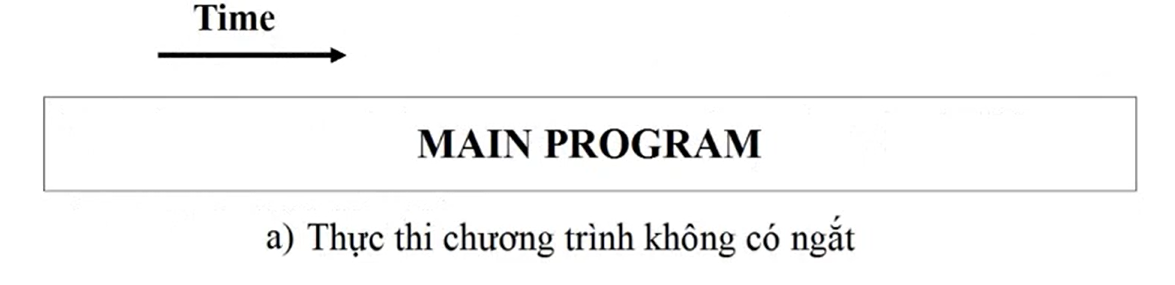 Time
MAIN PROGRAM
a) Thực thi chương trình không có ngắt